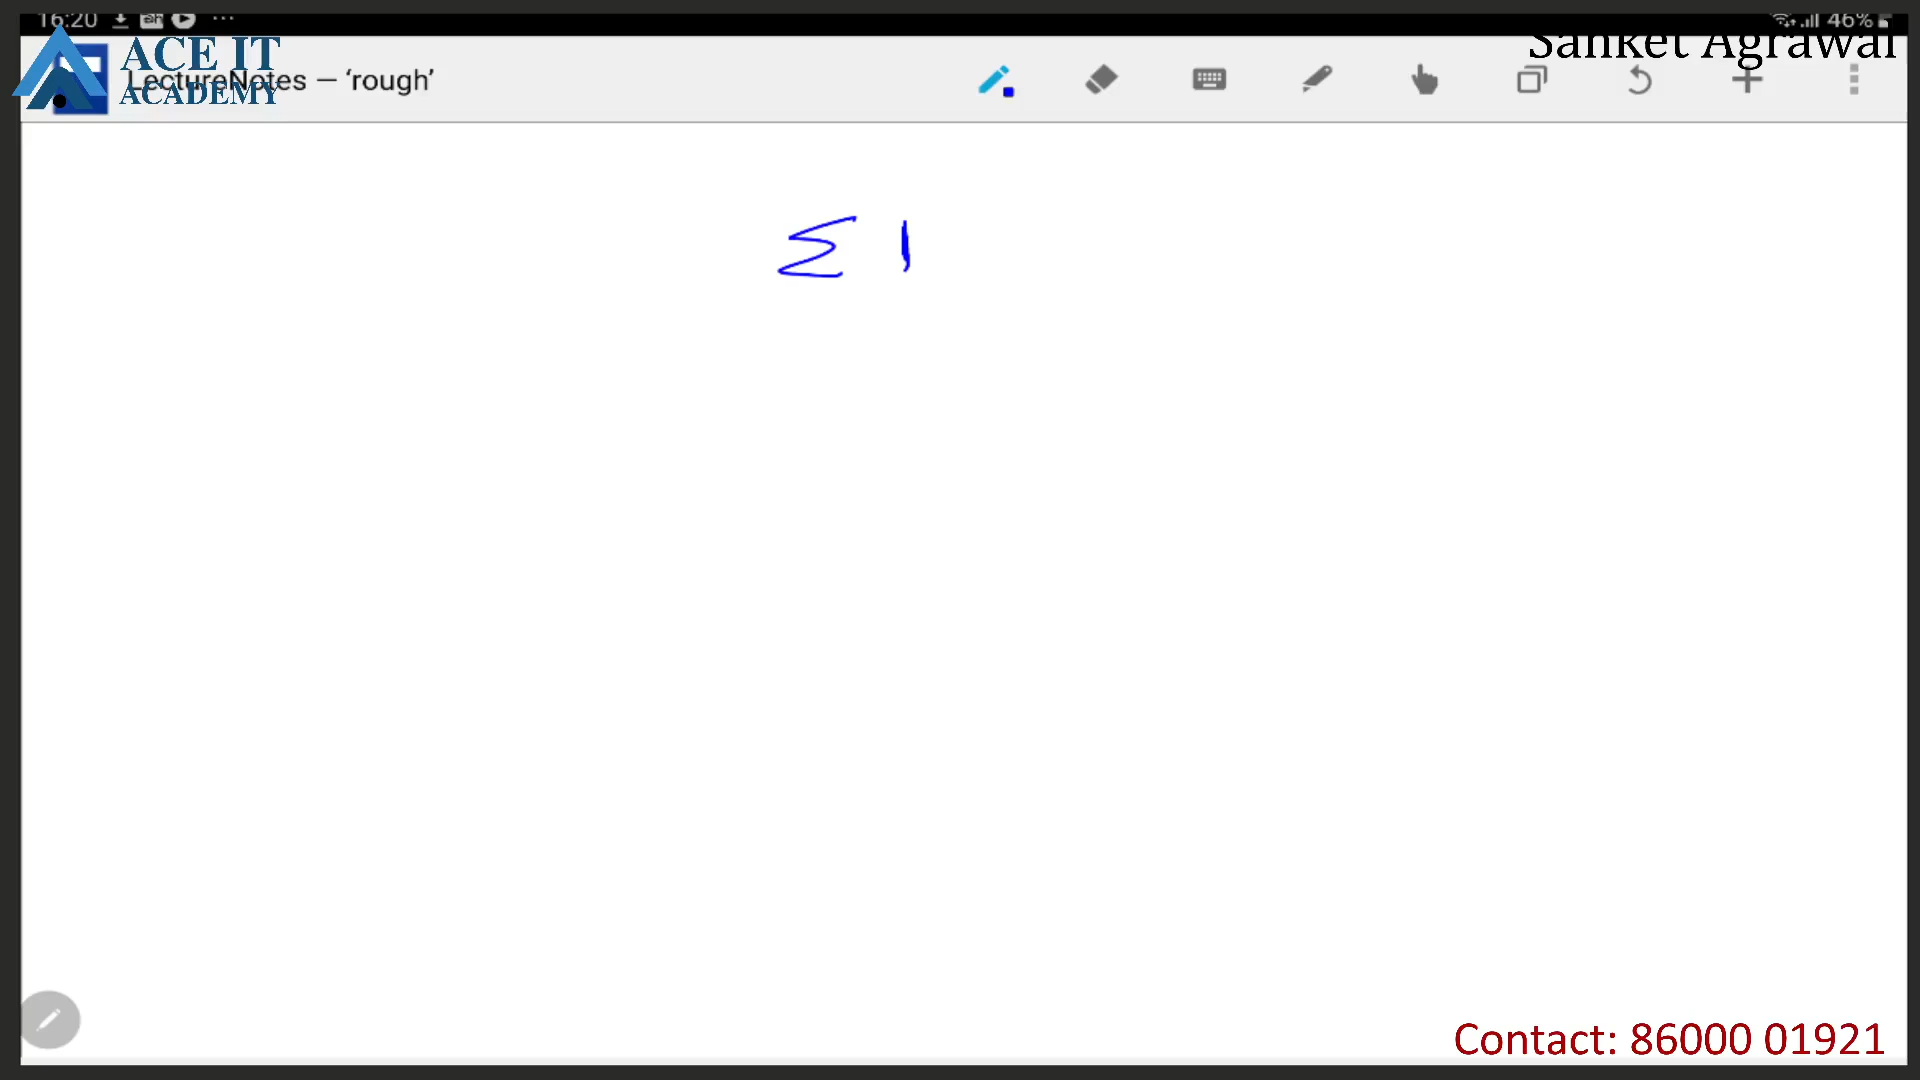 16:20 ... 46%
Sanket Agrawal
ACE IT
ACADEMY
LectureNotes — ‘rough’
Σ 1
Contact: 86000 01921